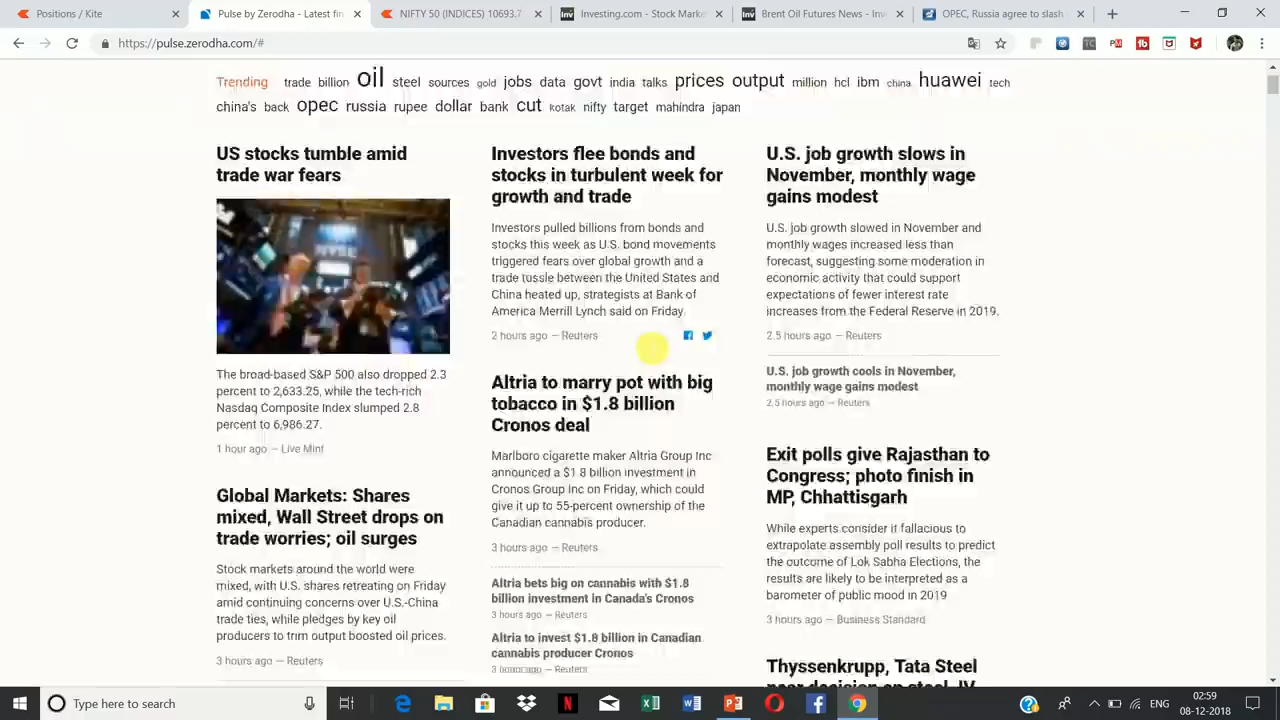 Positions / Kite
Pulse by Zerodha - Latest fin
NIFTY 50 (INDICES) 10693.7
Investing.com - Stock Marke
Brent Oil Futures News - Inv
OPEC, Russia agree to slash
https://pulse.zerodha.com/#
Trending trade billion oil steel sources gold jobs data govt india talks prices output million hcl ibm china huawei tech
china's back opec russia rupee dollar bank cut kotak nifty target mahindra japan
US stocks tumble amid
trade war fears
The broad-based S&P 500 also dropped 2.3
percent to 2,633.25, while the tech-rich
Nasdaq Composite Index slumped 2.8
percent to 6,986.27.
1 hour ago — Live Mint
Global Markets: Shares
mixed, Wall Street drops on
trade worries; oil surges
Stock markets around the world were
mixed, with U.S. shares retreating on Friday
amid continuing concerns over U.S.-China
trade ties, while pledges by key oil
producers to trim output boosted oil prices.
3 hours ago — Reuters
Investors flee bonds and
stocks in turbulent week for
growth and trade
Investors pulled billions from bonds and
stocks this week as U.S. bond movements
triggered fears over global growth and a
trade tussle between the United States and
China heated up, strategists at Bank of
America Merrill Lynch said on Friday.
2 hours ago — Reuters
Altria to marry pot with big
tobacco in $1.8 billion
Cronos deal
Marlboro cigarette maker Altria Group Inc
announced a $1.8 billion investment in
Cronos Group Inc on Friday, which could
give it up to 55-percent ownership of the
Canadian cannabis producer.
3 hours ago — Reuters
Altria bets big on cannabis with $1.8
billion investment in Canada's Cronos
3 hours ago — Reuters
Altria to invest $1.8 billion in Canadian
cannabis producer Cronos
3 hours ago — Reuters
U.S. job growth slows in
November, monthly wage
gains modest
U.S. job growth slowed in November and
monthly wages increased less than
forecast, suggesting some moderation in
economic activity that could support
expectations of fewer interest rate
increases from the Federal Reserve in 2019.
2.5 hours ago — Reuters
U.S. job growth cools in November,
monthly wage gains modest
2.5 hours ago — Reuters
Exit polls give Rajasthan to
Congress; photo finish in
MP, Chhattisgarh
While experts consider it fallacious to
extrapolate assembly poll results to predict
the outcome of Lok Sabha Elections, the
results are likely to be interpreted as a
barometer of public mood in 2019
3 hours ago — Business Standard
Thyssenkrupp, Tata Steel
near decision on steel JV
Type here to search
ENG
02:59
08-12-2018